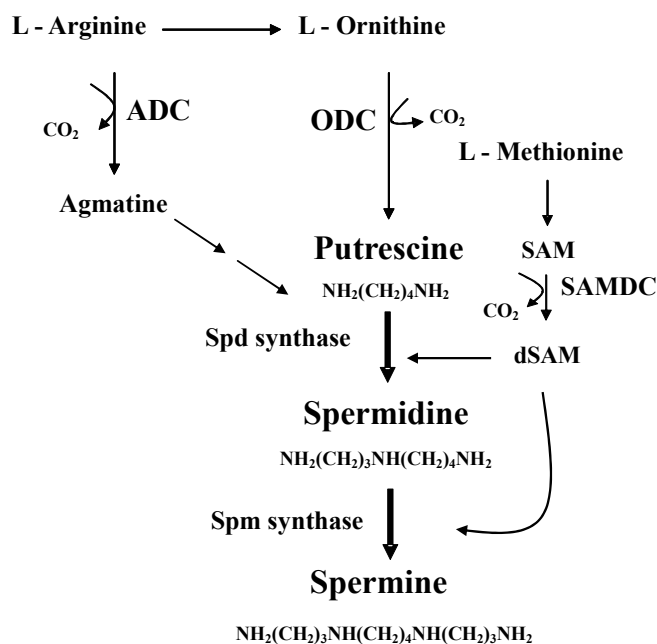 L - Arginine
L - Ornithine
CO₂
ADC
ODC
CO₂
L - Methionine
Agmatine
Putrescine
NH₂(CH₂)₄NH₂
SAM
CO₂
SAMDC
Spd synthase
dSAM
Spermidine
NH₂(CH₂)₃NH(CH₂)₄NH₂
Spm synthase
Spermine
NH₂(CH₂)₃NH(CH₂)₄NH(CH₂)₃NH₂